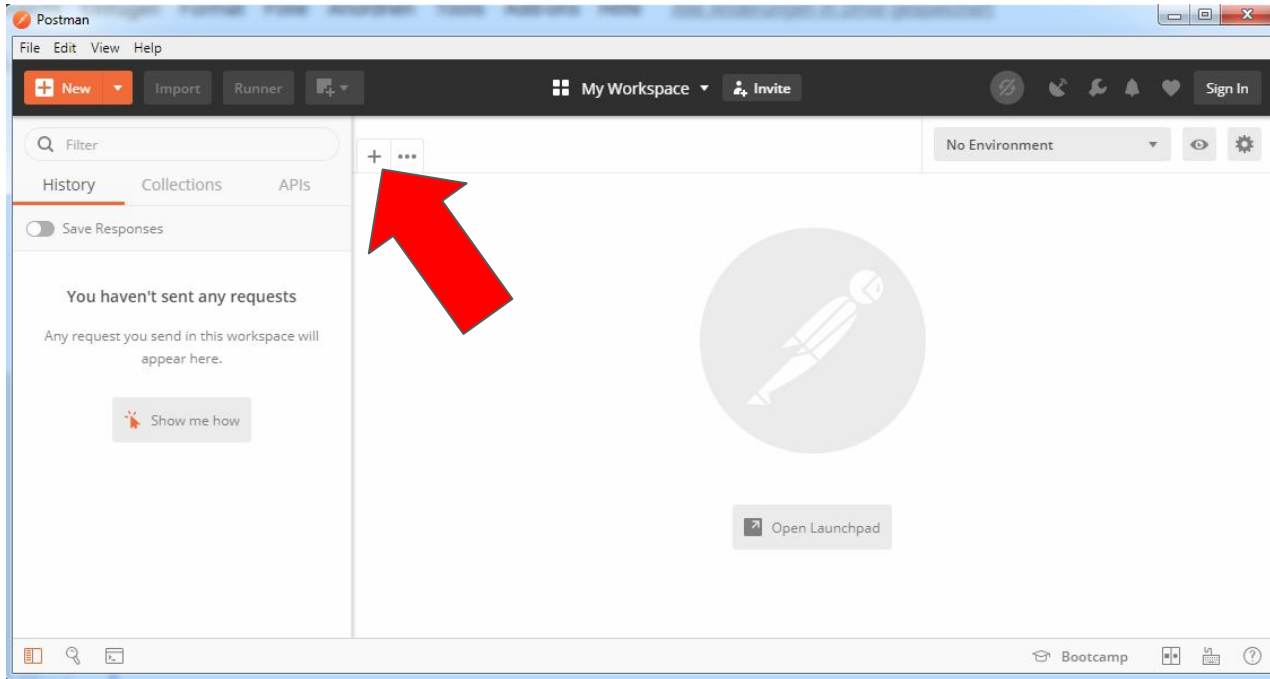 Postman
File Edit View Help
New Import Runner My Workspace Invite Sign In
Filter
No Environment
History Collections APIs
Save Responses
You haven't sent any requests
Any request you send in this workspace will
appear here.
Show me how
Open Launchpad
Bootcamp